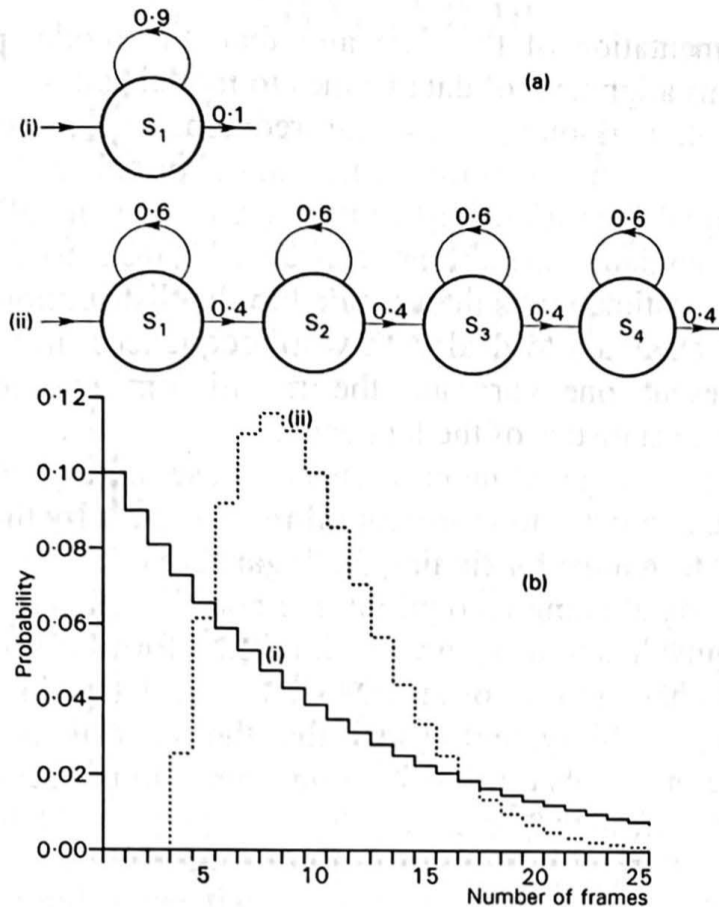 0·9
(a)
(i) S1 0·1
0·6 0·6 0·6 0·6
(ii) S1 0·4 S2 0·4 S3 0·4 S4 0·4
0·12
(ii)
0·10
0·08
(b)
0·06
(i)
0·04
0·02
0·00
Probability
5 10 15 20 25
Number of frames